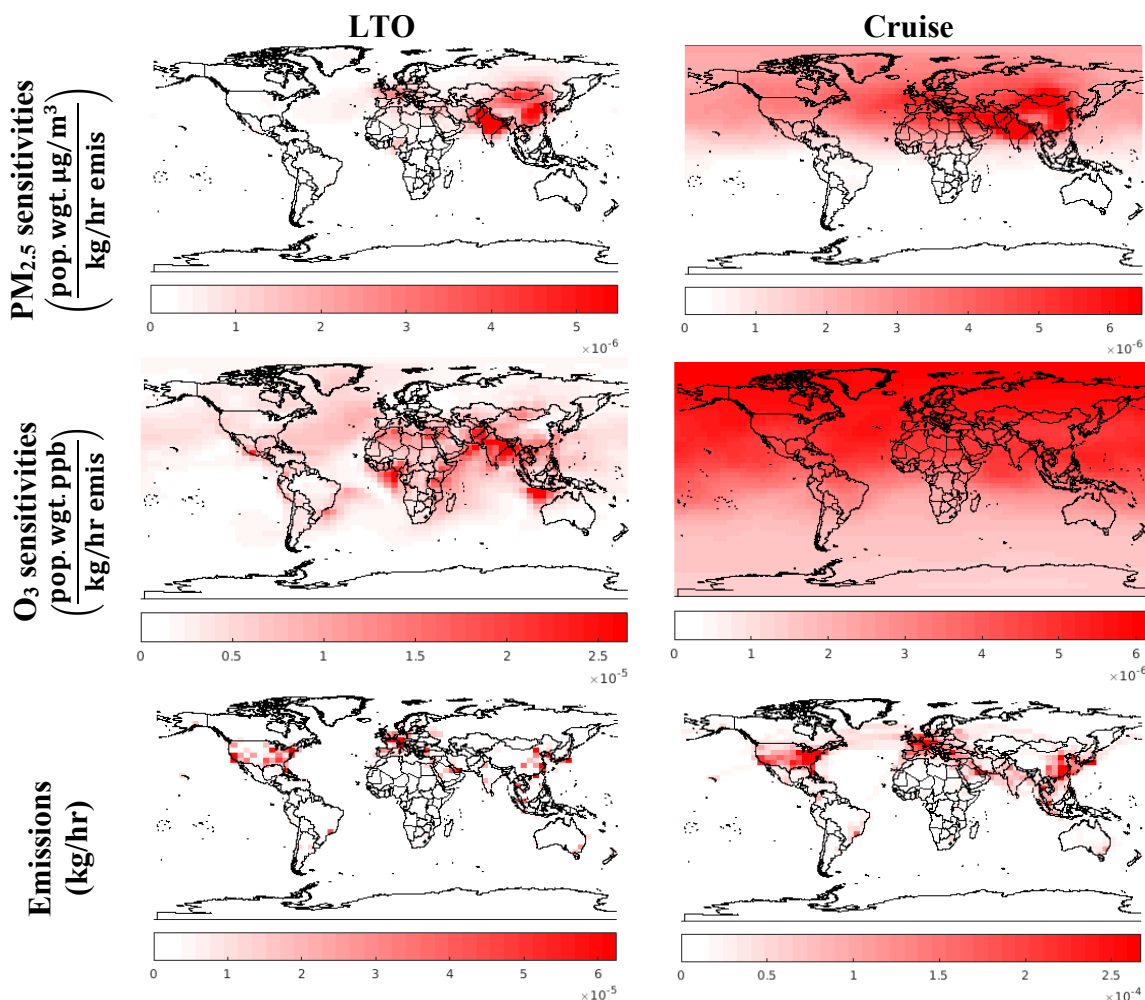 LTO
Cruise
PM₂.₅ sensitivities
(pop. wgt. μg/m³
kg/hr emis)
0 1 2 3 4 5
×10⁻⁶
0 1 2 3 4 5 6
×10⁻⁶
O₃ sensitivities
(pop. wgt. ppb
kg/hr emis)
0 0.5 1 1.5 2 2.5
×10⁻⁵
0 1 2 3 4 5 6
×10⁻⁶
Emissions
(kg/hr)
0 1 2 3 4 5 6
×10⁻⁵
0 0.5 1 1.5 2 2.5
×10⁻⁴